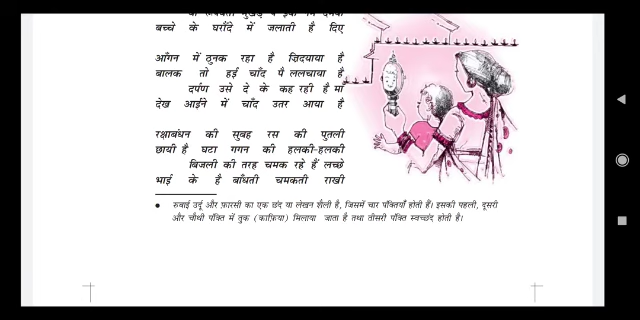 बच्चे के घरौंदे में जलाती है दिए
आँगन में ठुनक रहा है ज़िदयाया है
बालक तो हई चाँद पै ललचाया है
दर्पण उसे दे के कह रही है माँ
देख आईने में चाँद उतर आया है
रक्षाबंधन की सुबह रस की पुतली
छायी है घटा गगन की हलकी-हलकी
बिजली की तरह चमक रहे हैं लच्छे
भाई के है बाँधती चमकती राखी
• रुबाई उर्दू और फ़ारसी का एक छंद या लेखन शैली है, जिसमें चार पंक्तियाँ होती हैं। इसकी पहली, दूसरी
और चौथी पंक्ति में तुक (काफ़िया) मिलाया जाता है तथा तीसरी पंक्ति स्वच्छंद होती है।